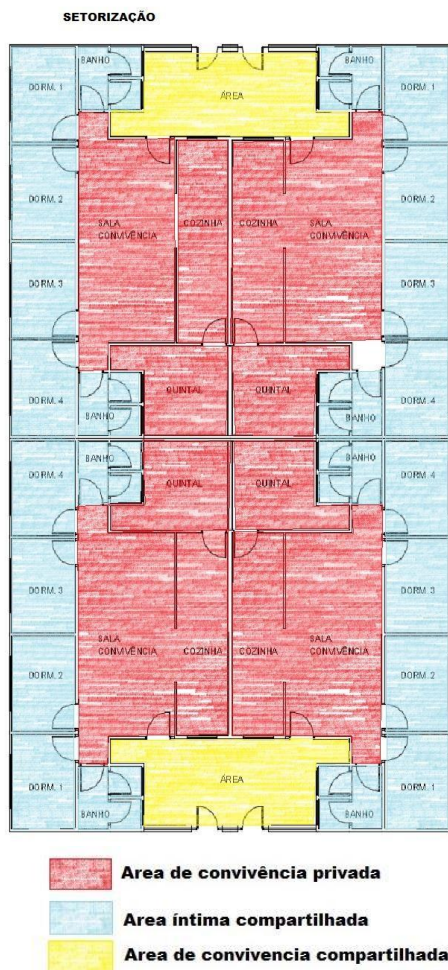 SETORIZAÇÃO
BANHO
BANHO
DORM. 1
ÁREA
DORM. 1
DORM. 2
DORM. 2
SALA
CONVIVÊNCIA
COZINHA
COZINHA
SALA
CONVIVÊNCIA
DORM. 3
DORM. 3
DORM. 4
QUINTAL
QUINTAL
DORM. 4
BANHO
BANHO
BANHO
BANHO
DORM. 4
QUINTAL
QUINTAL
DORM. 4
DORM. 3
DORM. 3
SALA
CONVIVÊNCIA
COZINHA
COZINHA
SALA
CONVIVÊNCIA
DORM. 2
DORM. 2
DORM. 1
ÁREA
DORM. 1
BANHO
BANHO
Area de convivência privada
Area íntima compartilhada
Area de convivencia compartilhada